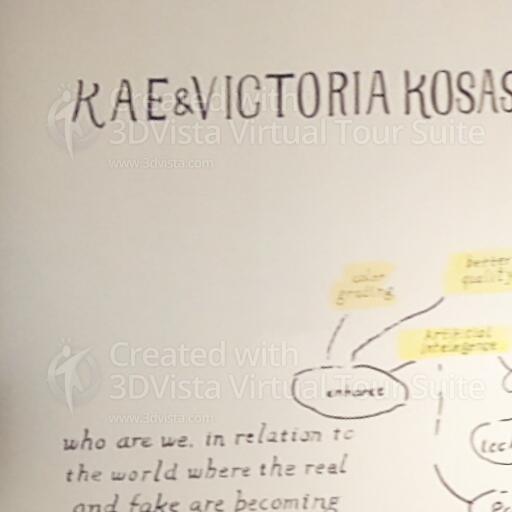 KAE&VICTORIA KOSAS
Created with
3DVista Virtual Tour Suite
www.3dvista.com
better
quality
color
grading
Artificial
Intelegence
Created with
3DVista Virtual Tour Suite
enhance
www.3dvista.com
who are we, in relation to
the world where the real
and fake are becoming